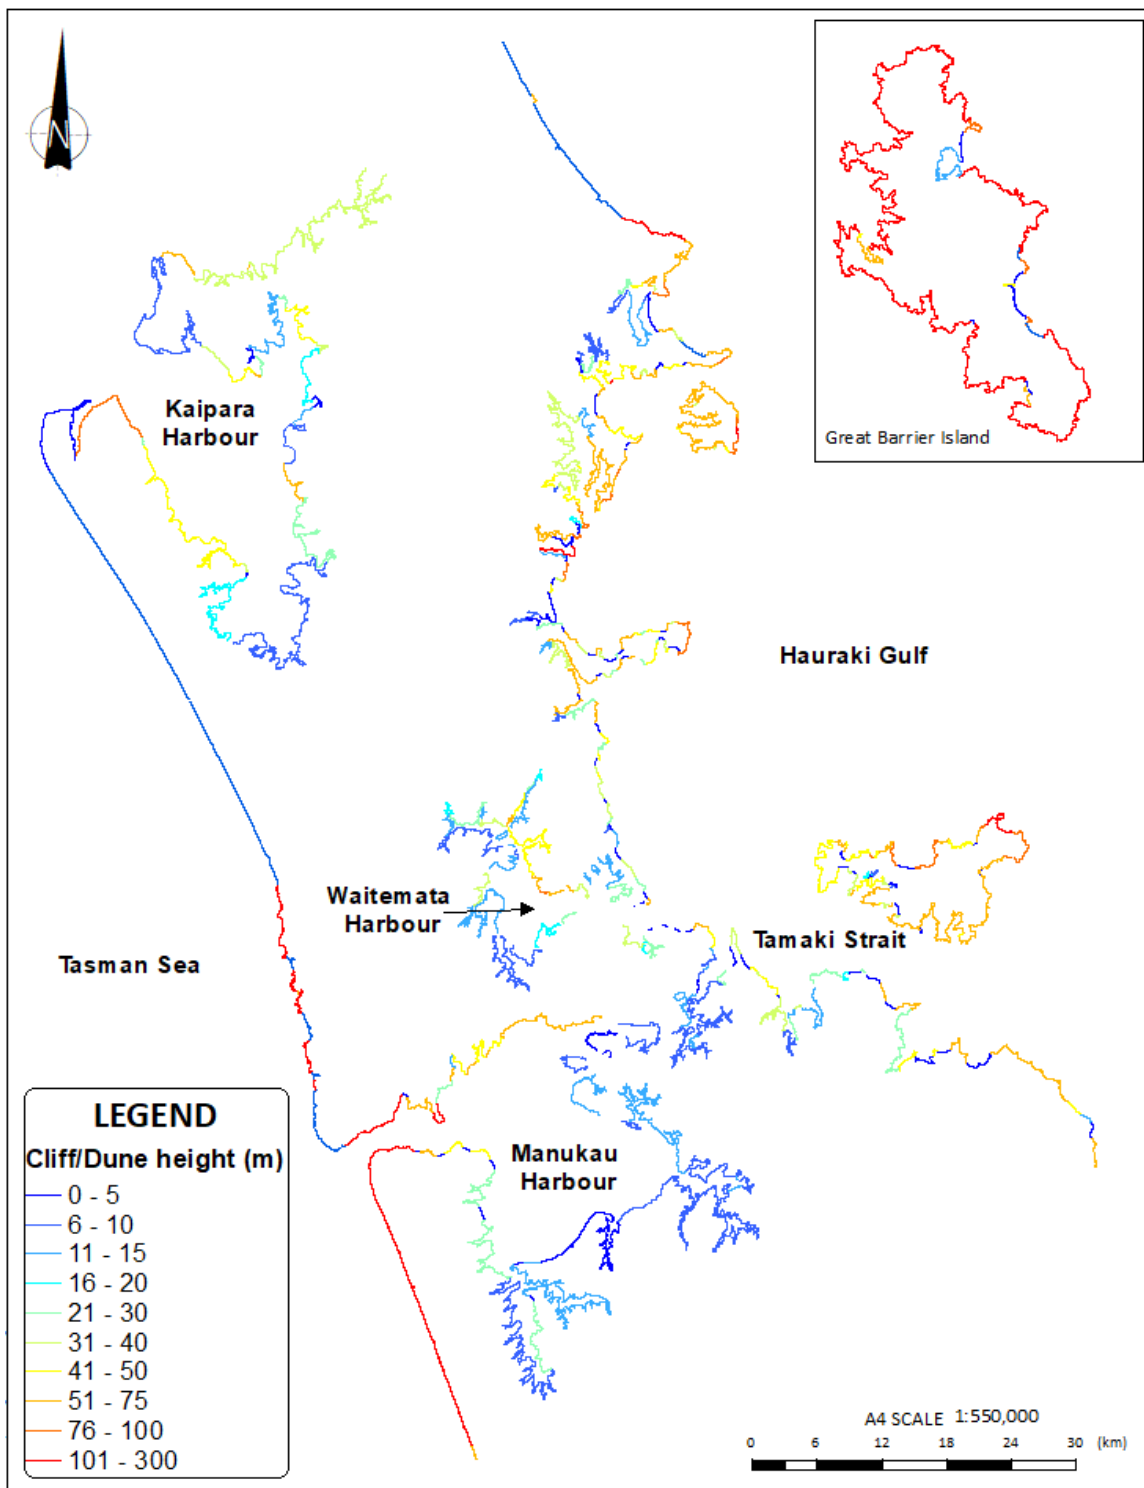 N
Great Barrier Island
Kaipara
Harbour
Hauraki Gulf
Waitemata
Harbour
Tamaki Strait
Tasman Sea
Manukau
Harbour
LEGEND
Cliff/Dune height (m)
0 - 5
6 - 10
11 - 15
16 - 20
21 - 30
31 - 40
41 - 50
51 - 75
76 - 100
101 - 300
A4 SCALE 1:550,000
0 6 12 18 24 30 (km)